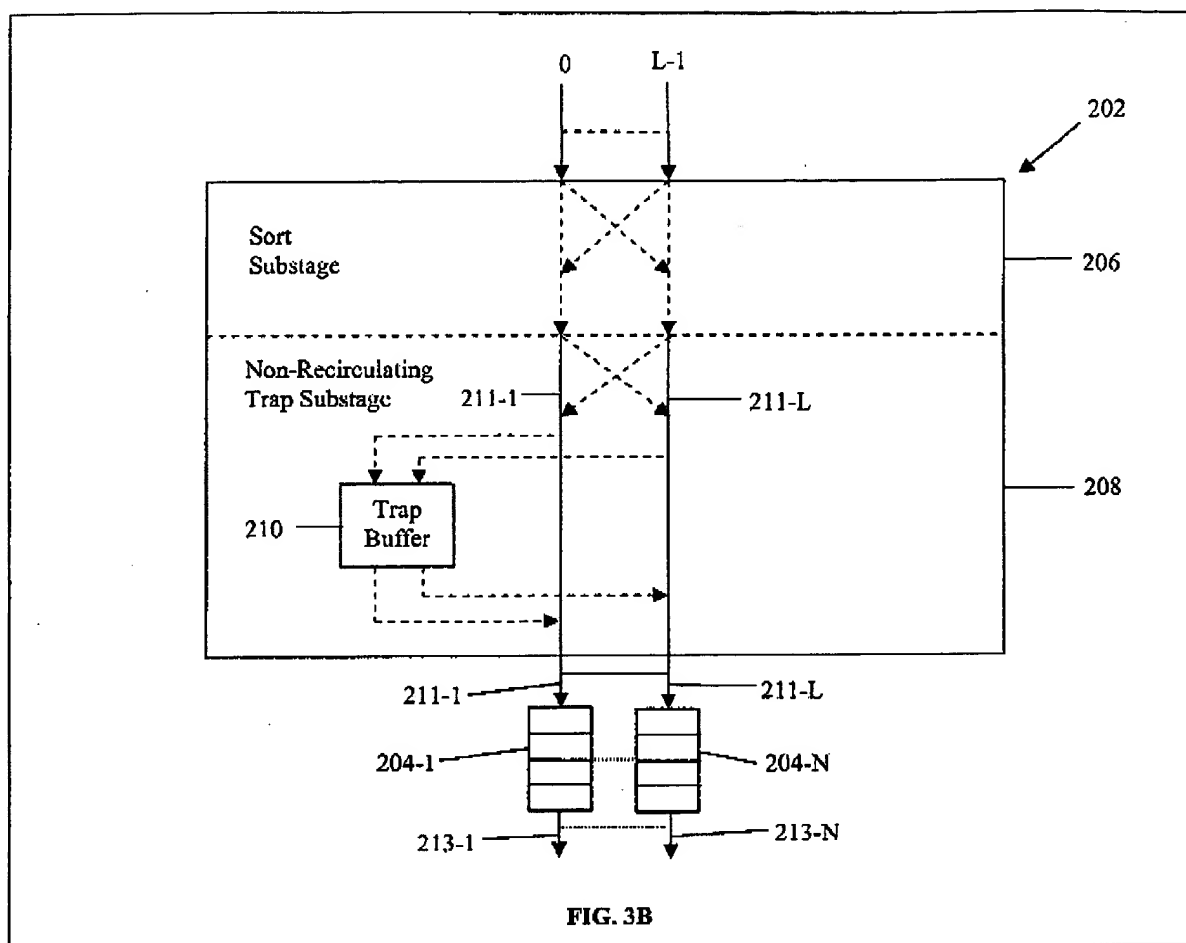 0
L-1
202
Sort
Substage
206
Non-Recirculating
Trap Substage
211-1
211-L
Trap
Buffer
210
208
211-1
211-L
204-1
204-N
213-1
213-N
FIG. 3B